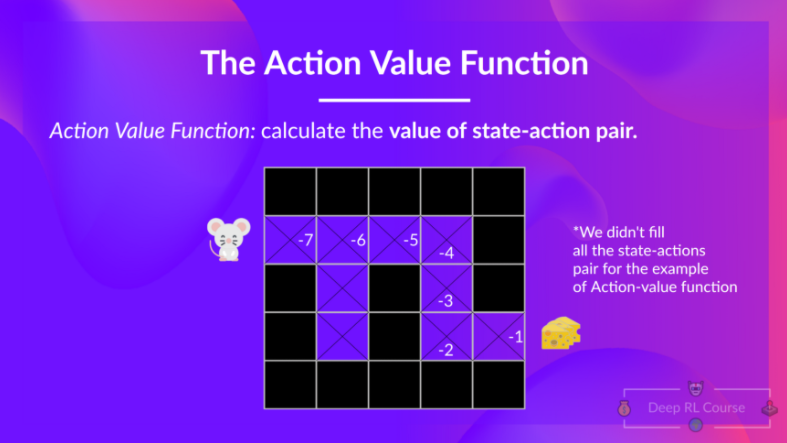 The Action Value Function
Action Value Function: calculate the value of state-action pair.
-7 -6 -5 -4
-3
-2 -1
*We didn't fill
all the state-actions
pair for the example
of Action-value function
Deep RL Course